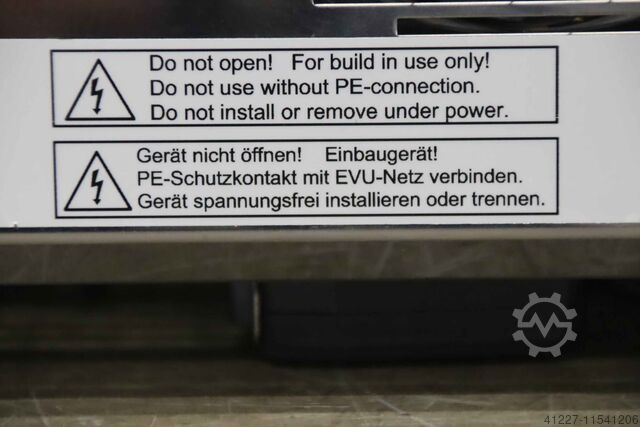 Do not open! For build in use only!
Do not use without PE-connection.
Do not install or remove under power.
Gerät nicht öffnen! Einbaugerät!
PE-Schutzkontakt mit EVU-Netz verbinden.
Gerät spannungsfrei installieren oder trennen.
41227-11541206